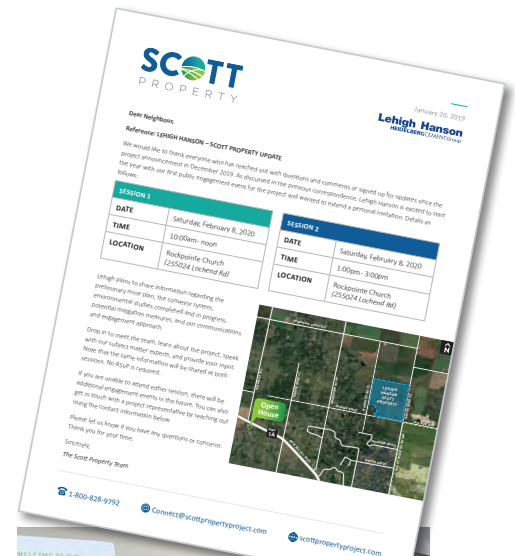 SCOTT
PROPERTY
January 20, 2019
Lehigh Hanson
HEIDELBERGCEMENT Group
Dear Neighbour,
Reference: LEHIGH HANSON – SCOTT PROPERTY UPDATE
We would like to thank everyone who has reached out with questions and comments or signed up for updates since the
project announcement in December 2019. As discussed in the previous correspondence, Lehigh Hanson is excited to start
the year with our first public engagement event for the project and wanted to extend a personal invitation. Details as
follows:
SESSION 1
DATE Saturday, February 8, 2020
TIME 10:00am- noon
LOCATION Rockpointe Church
(255024 Lochend Rd)
SESSION 2
DATE Saturday, February 8, 2020
TIME 1:00pm- 3:00pm
LOCATION Rockpointe Church
(255024 Lochend Rd)
Lehigh plans to share information regarding the
preliminary mine plan, the conveyor system,
environmental studies completed and in progress,
potential mitigation measures, and our communications
and engagement approach.
Drop in to meet the team, learn about the project, speak
with our subject matter experts, and provide your input.
Note that the same information will be shared at both
sessions. No RSVP is required.
If you are unable to attend either session, there will be
additional engagement events in the future. You can also
get in touch with a project representative by reaching out
using the contact information below.
Please let us know if you have any questions or concerns.
Thank you for your time.
Sincerely,
The Scott Property Team
N
LEHIGH
HANSON
SCOTT
PROPERTY
Open
House
1A
1-800-828-9792
Connect@scottpropertyproject.com
scottpropertyproject.com